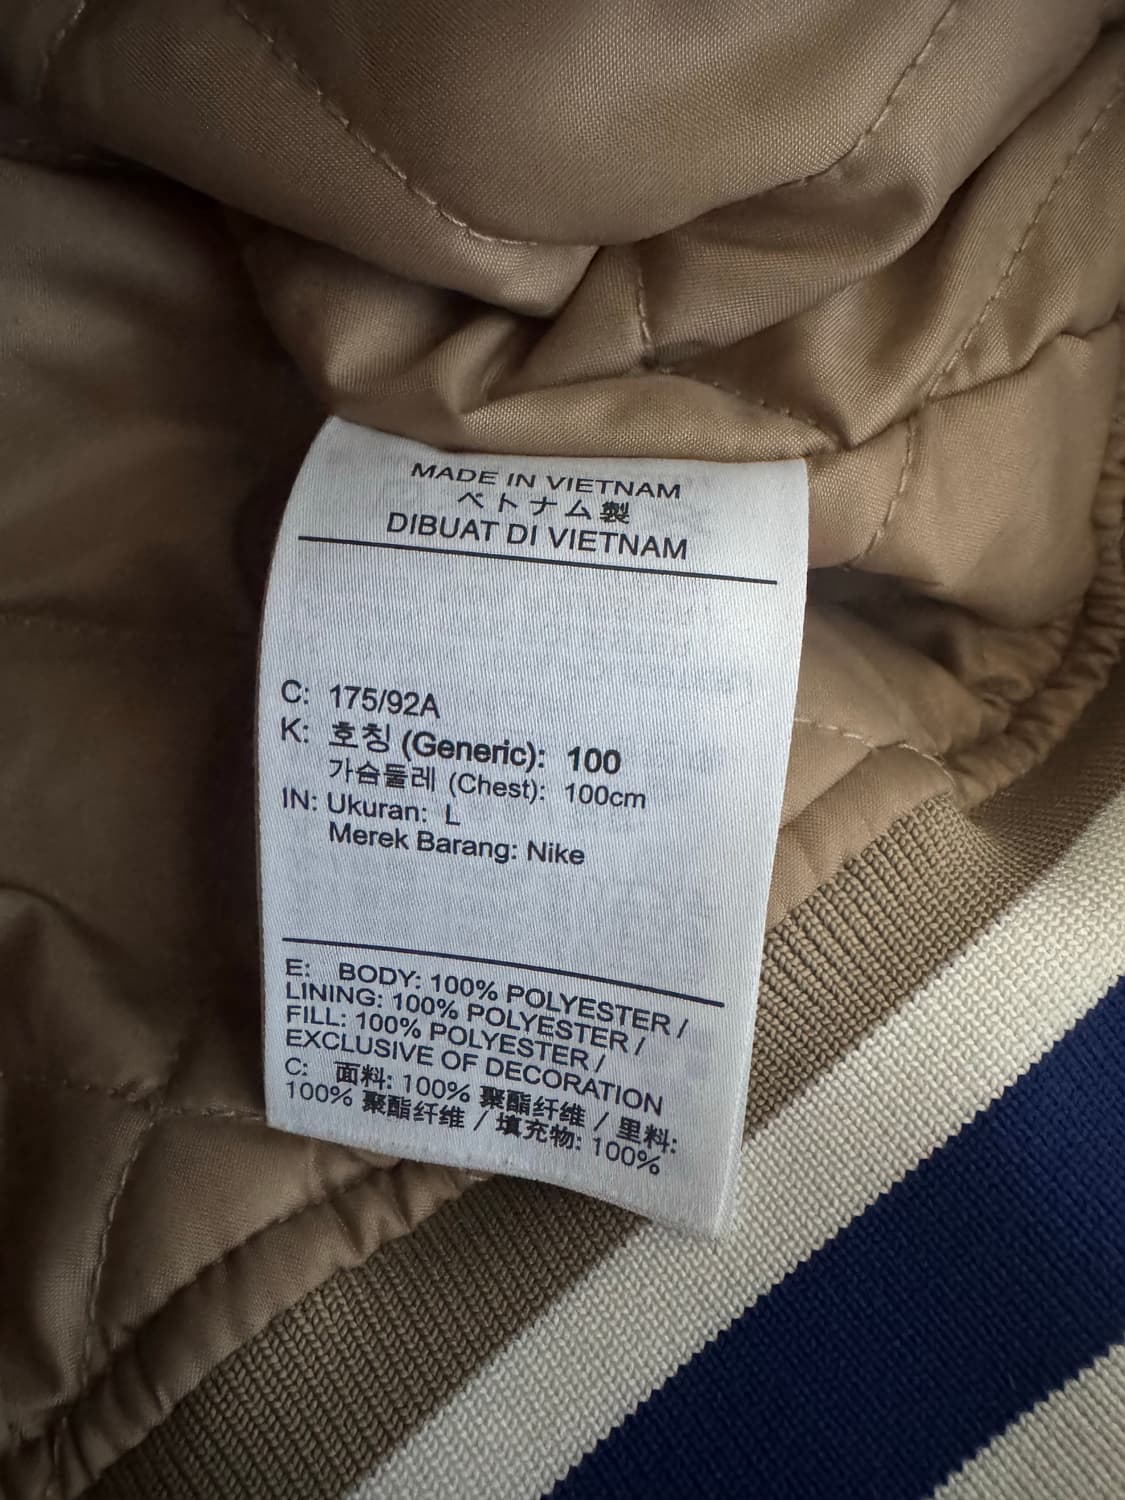 MADE IN VIETNAM
ベトナム製
DIBUAT DI VIETNAM
C: 175/92A
K: 호칭 (Generic): 100
가슴둘레 (Chest): 100cm
IN: Ukuran: L
Merek Barang: Nike
E: BODY: 100% POLYESTER /
LINING: 100% POLYESTER /
FILL: 100% POLYESTER /
EXCLUSIVE OF DECORATION
C: 面料: 100% 聚酯纤维 / 里料:
100% 聚酯纤维 / 填充物: 100%